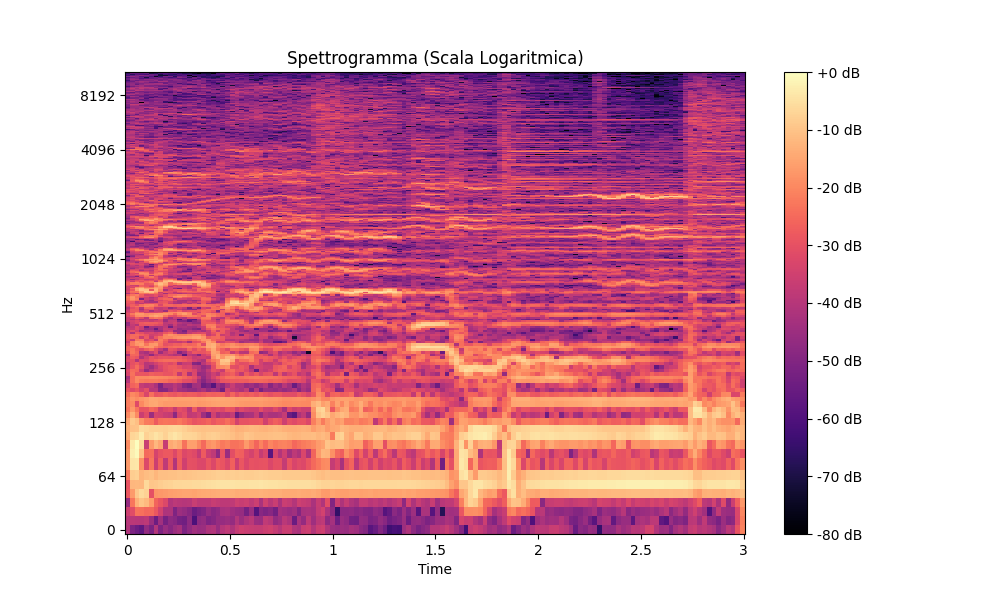 Spettrogramma (Scala Logaritmica)
8192
4096
2048
1024
512
256
128
64
0
Hz
0
0.5
1
1.5
2
2.5
3
Time
+0 dB
-10 dB
-20 dB
-30 dB
-40 dB
-50 dB
-60 dB
-70 dB
-80 dB